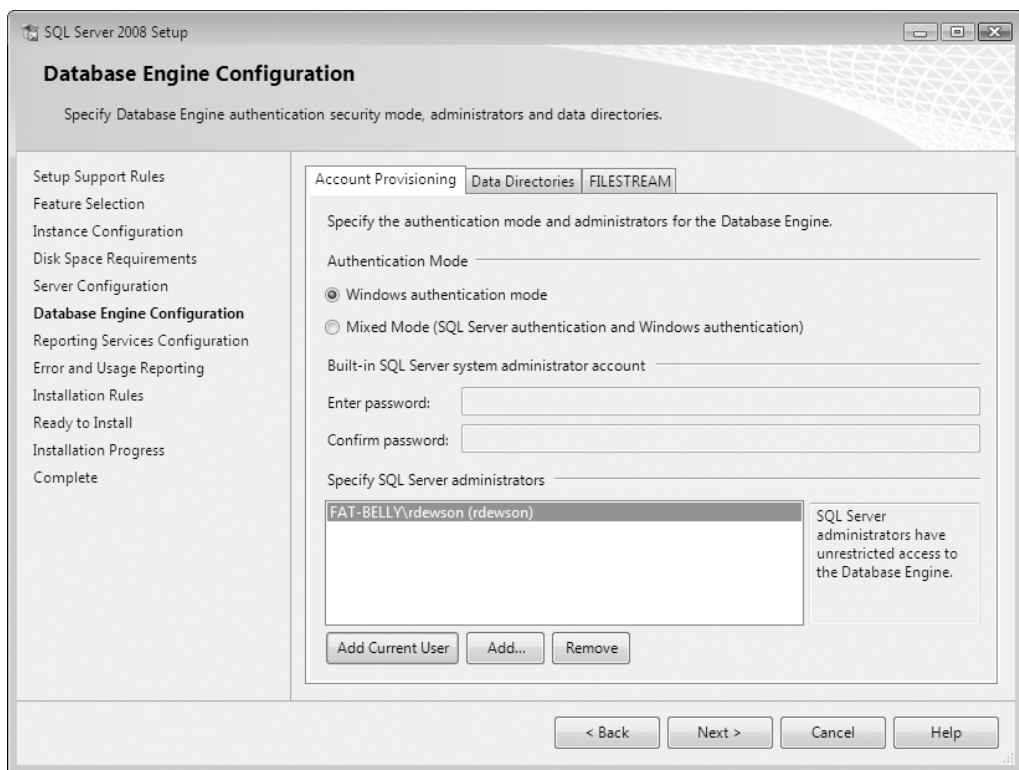 SQL Server 2008 Setup
Database Engine Configuration
Specify Database Engine authentication security mode, administrators and data directories.
Setup Support Rules
Feature Selection
Instance Configuration
Disk Space Requirements
Server Configuration
Database Engine Configuration
Reporting Services Configuration
Error and Usage Reporting
Installation Rules
Ready to Install
Installation Progress
Complete
Account Provisioning Data Directories FILESTREAM
Specify the authentication mode and administrators for the Database Engine.
Authentication Mode
Windows authentication mode
Mixed Mode (SQL Server authentication and Windows authentication)
Built-in SQL Server system administrator account
Enter password:
Confirm password:
Specify SQL Server administrators
FAT-BELLY\rdewson (rdewson)
SQL Server
administrators have
unrestricted access to
the Database Engine.
Add Current User Add... Remove
< Back Next > Cancel Help